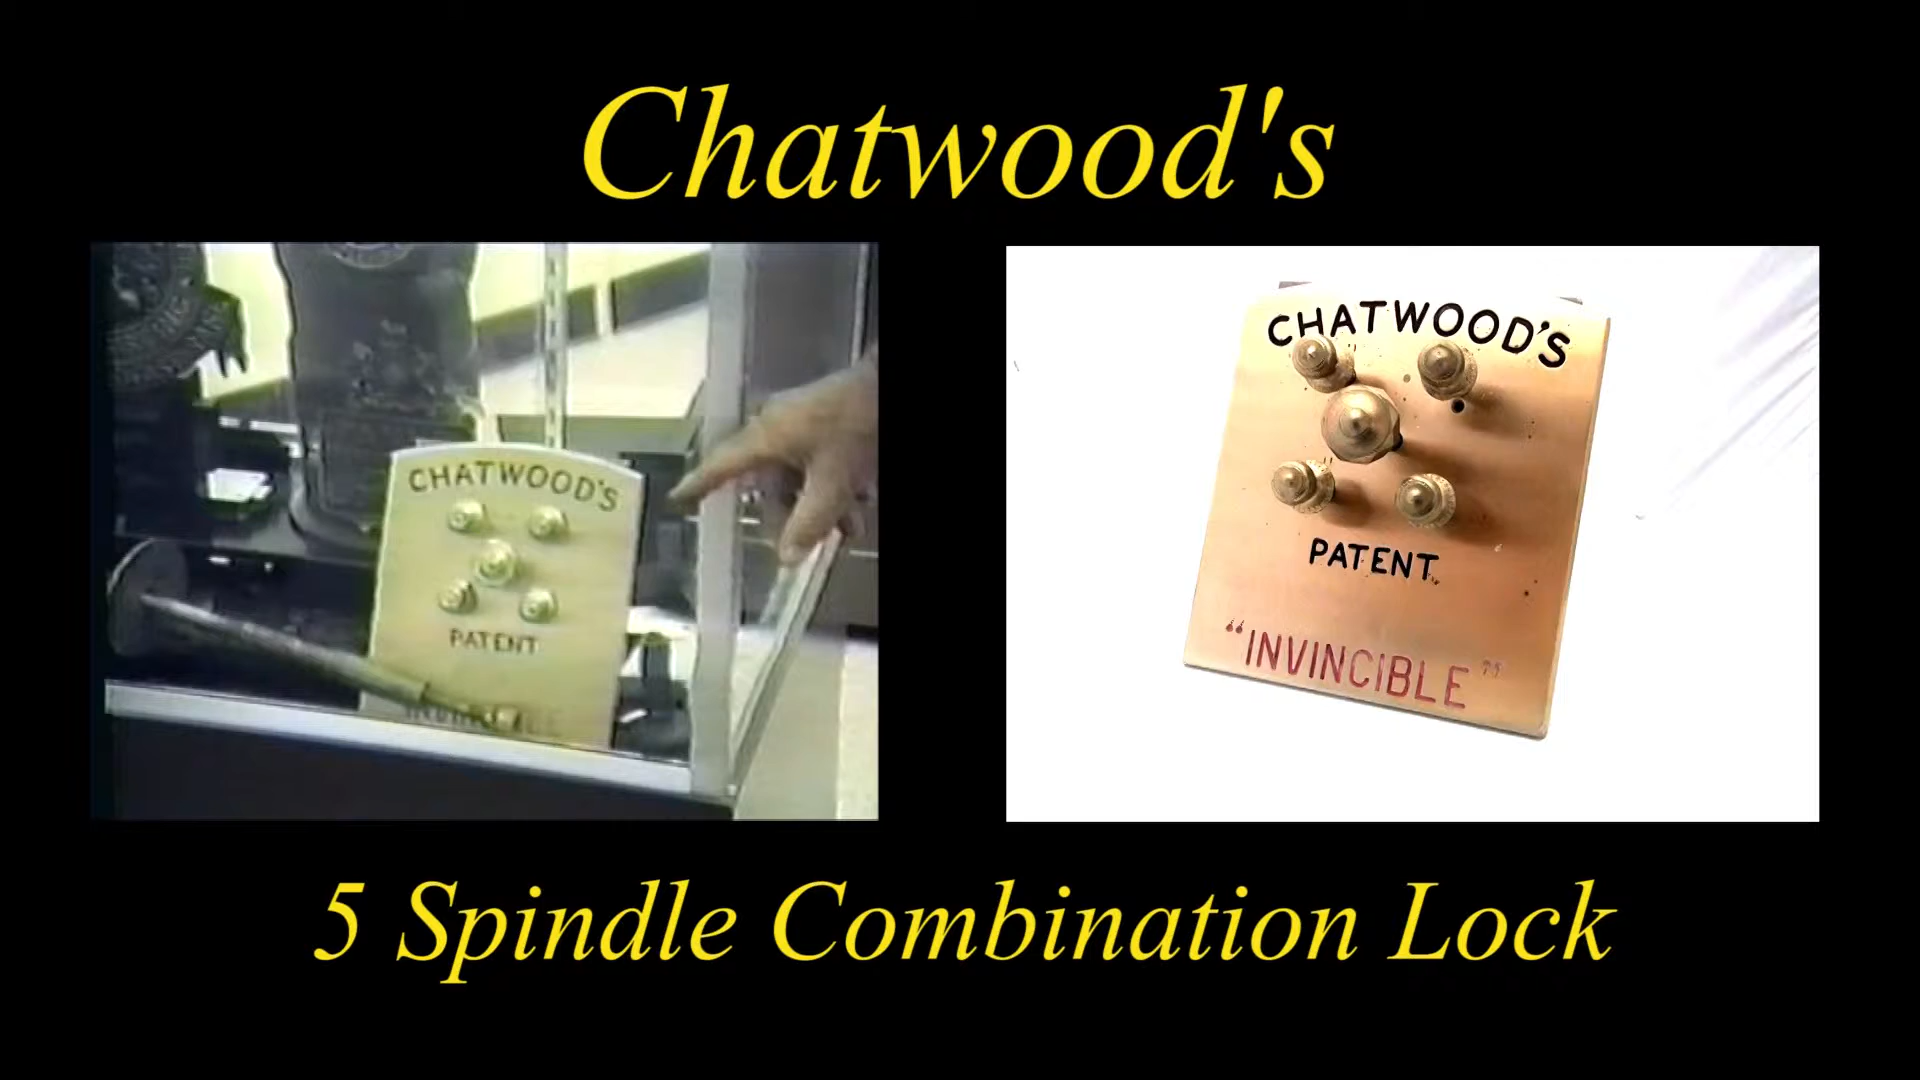 Chatwood's
CHATWOOD'S
PATENT
CHATWOOD'S
PATENT
"INVINCIBLE"
5 Spindle Combination Lock